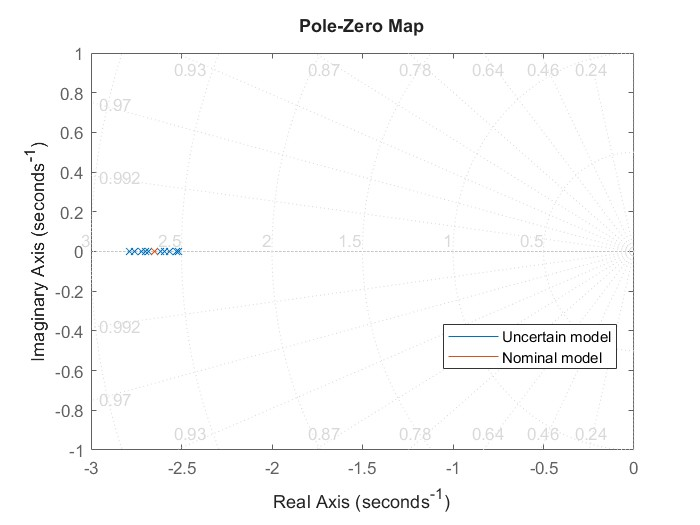 Pole-Zero Map
1
0.93 0.87 0.78 0.64 0.46 0.24
0.8
0.97
0.6
0.4
0.992
0.2
3 2.5 2 1.5 1 0.5
0
-0.2
0.992
-0.4
Uncertain model
Nominal model
-0.6
0.97
-0.8
0.93 0.87 0.78 0.64 0.46 0.24
-1
-3 -2.5 -2 -1.5 -1 -0.5 0
Real Axis (seconds-1)
Imaginary Axis (seconds-1)